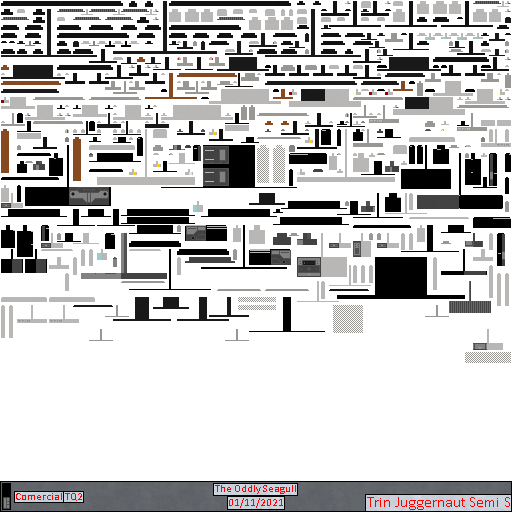 The Oddly Seagull
Comercial TQ2
01/11/2021
Trin Juggernaut Semi S